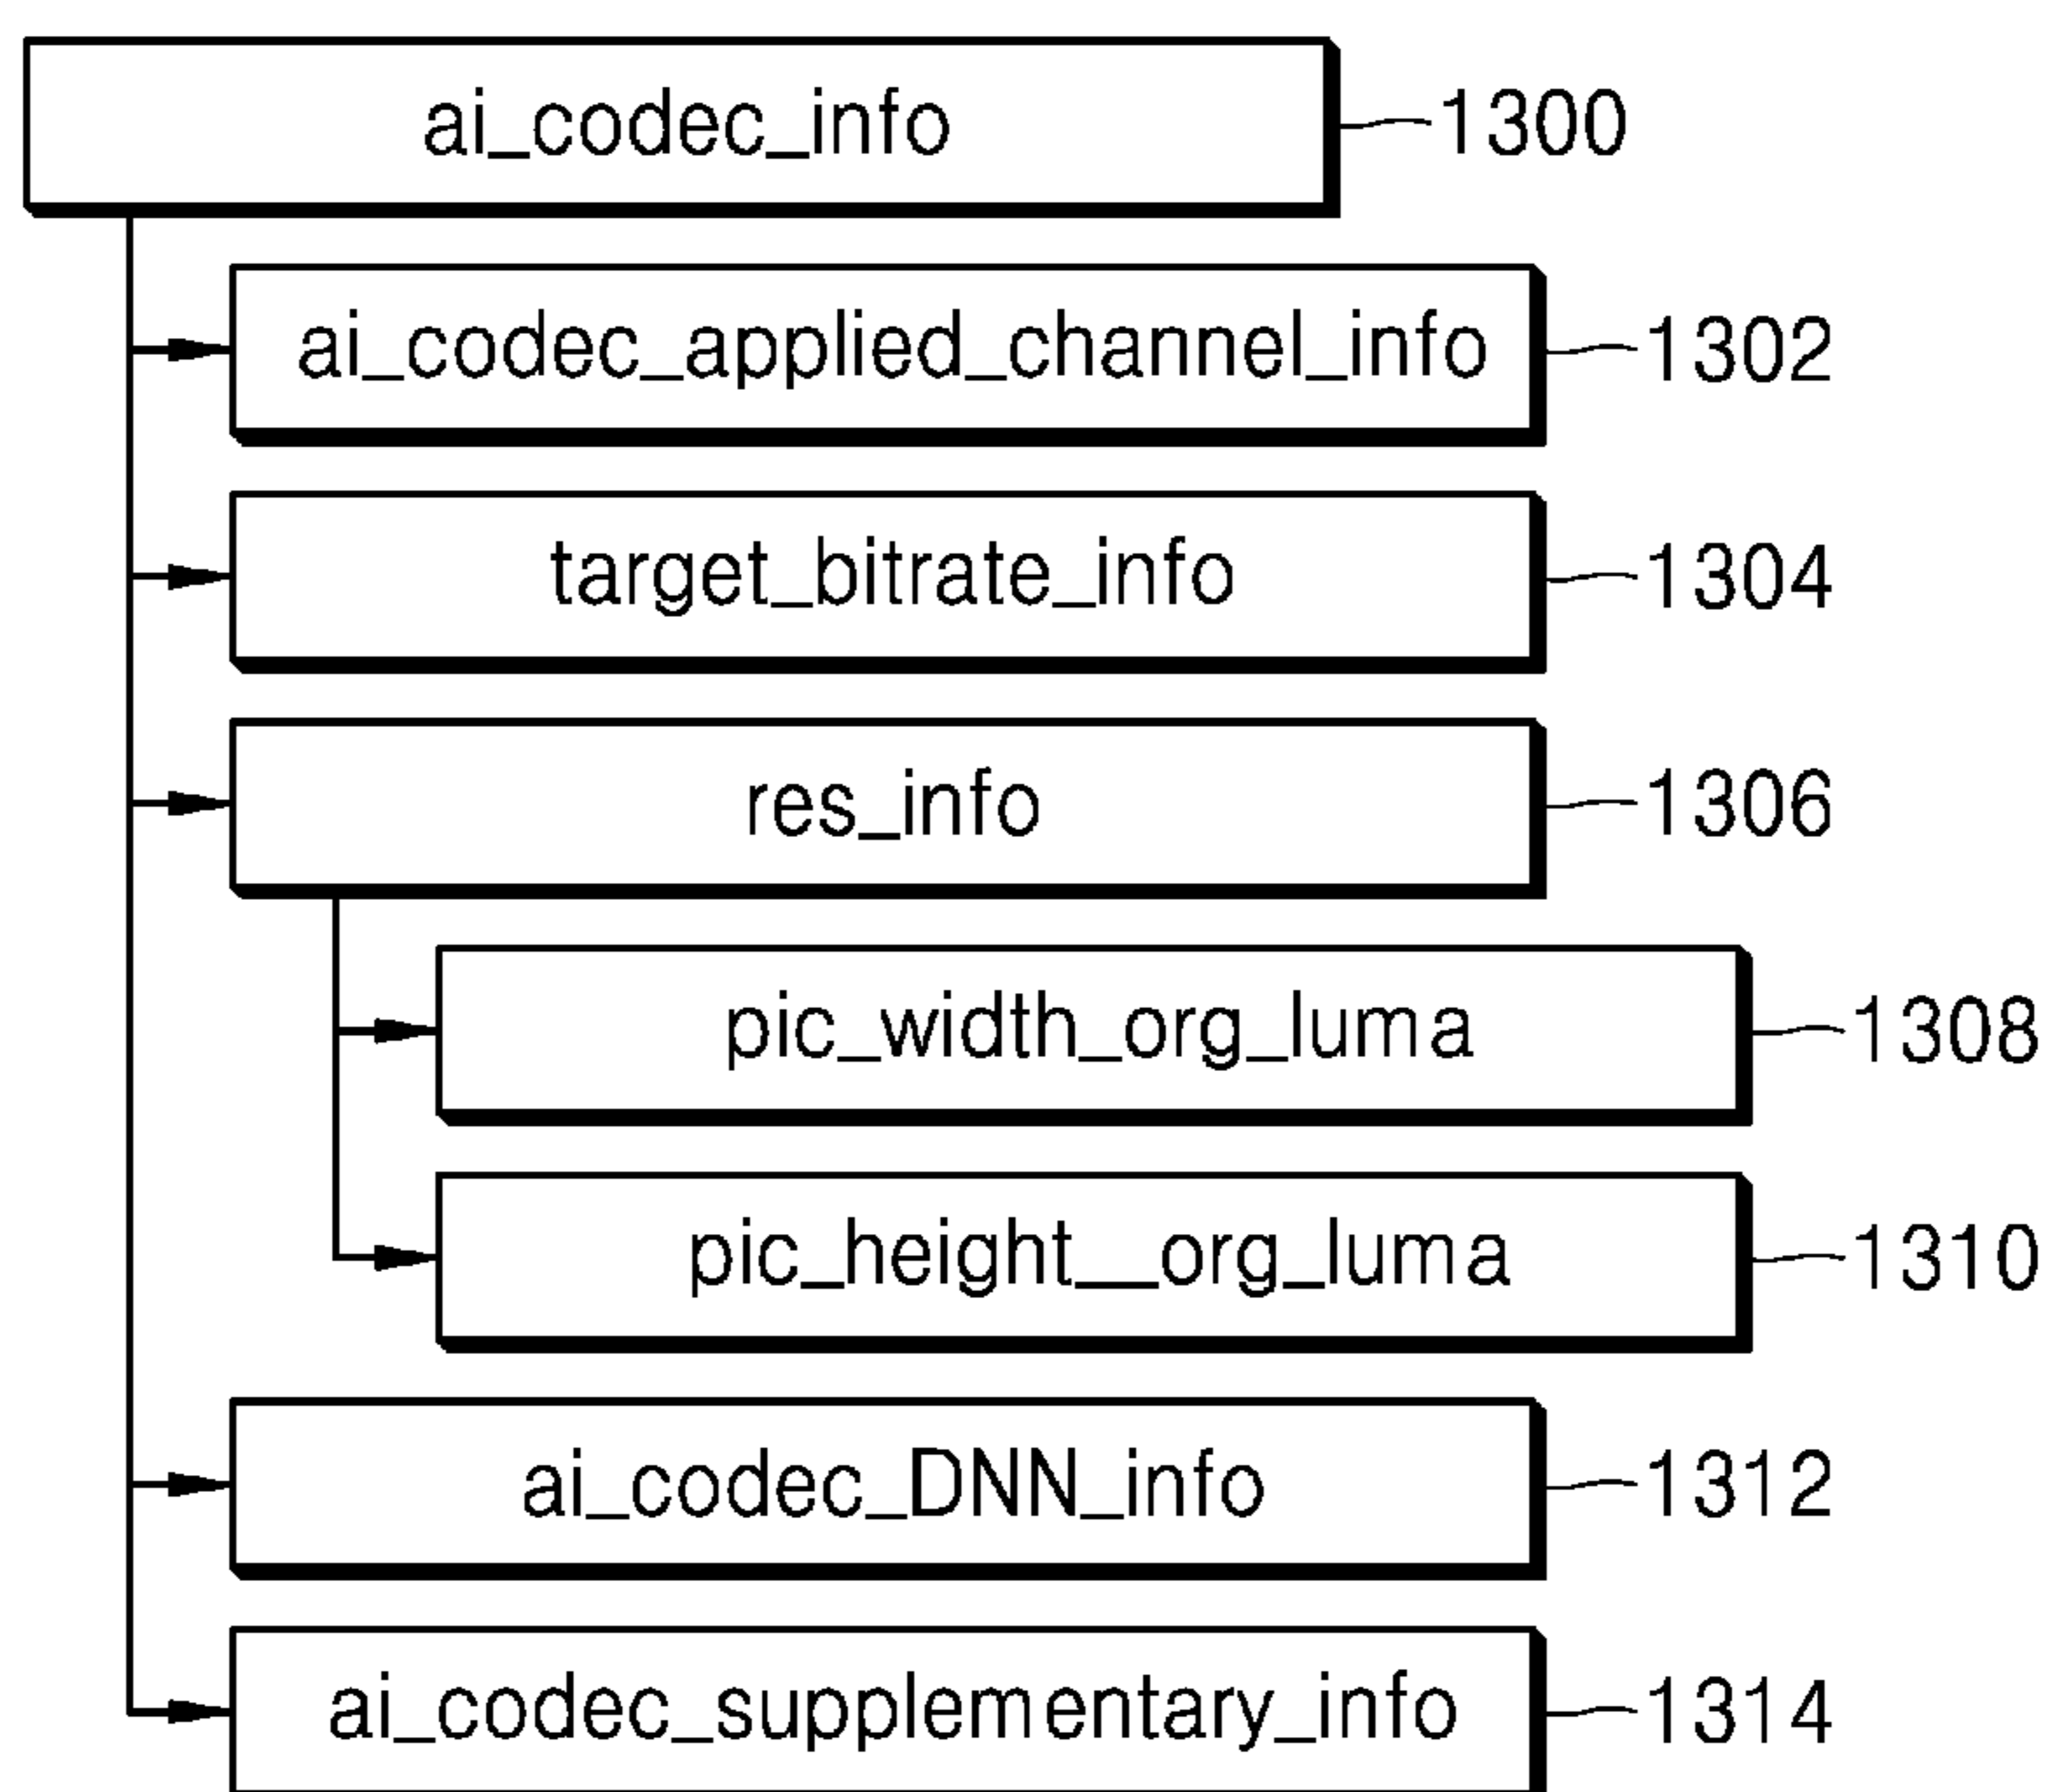 ai_codec_info 1300
ai_codec_applied_channel_info 1302
target_bitrate_info 1304
res_info 1306
pic_width_org_luma 1308
pic_height__org_luma 1310
ai_codec_DNN_info 1312
ai_codec_supplementary_info 1314